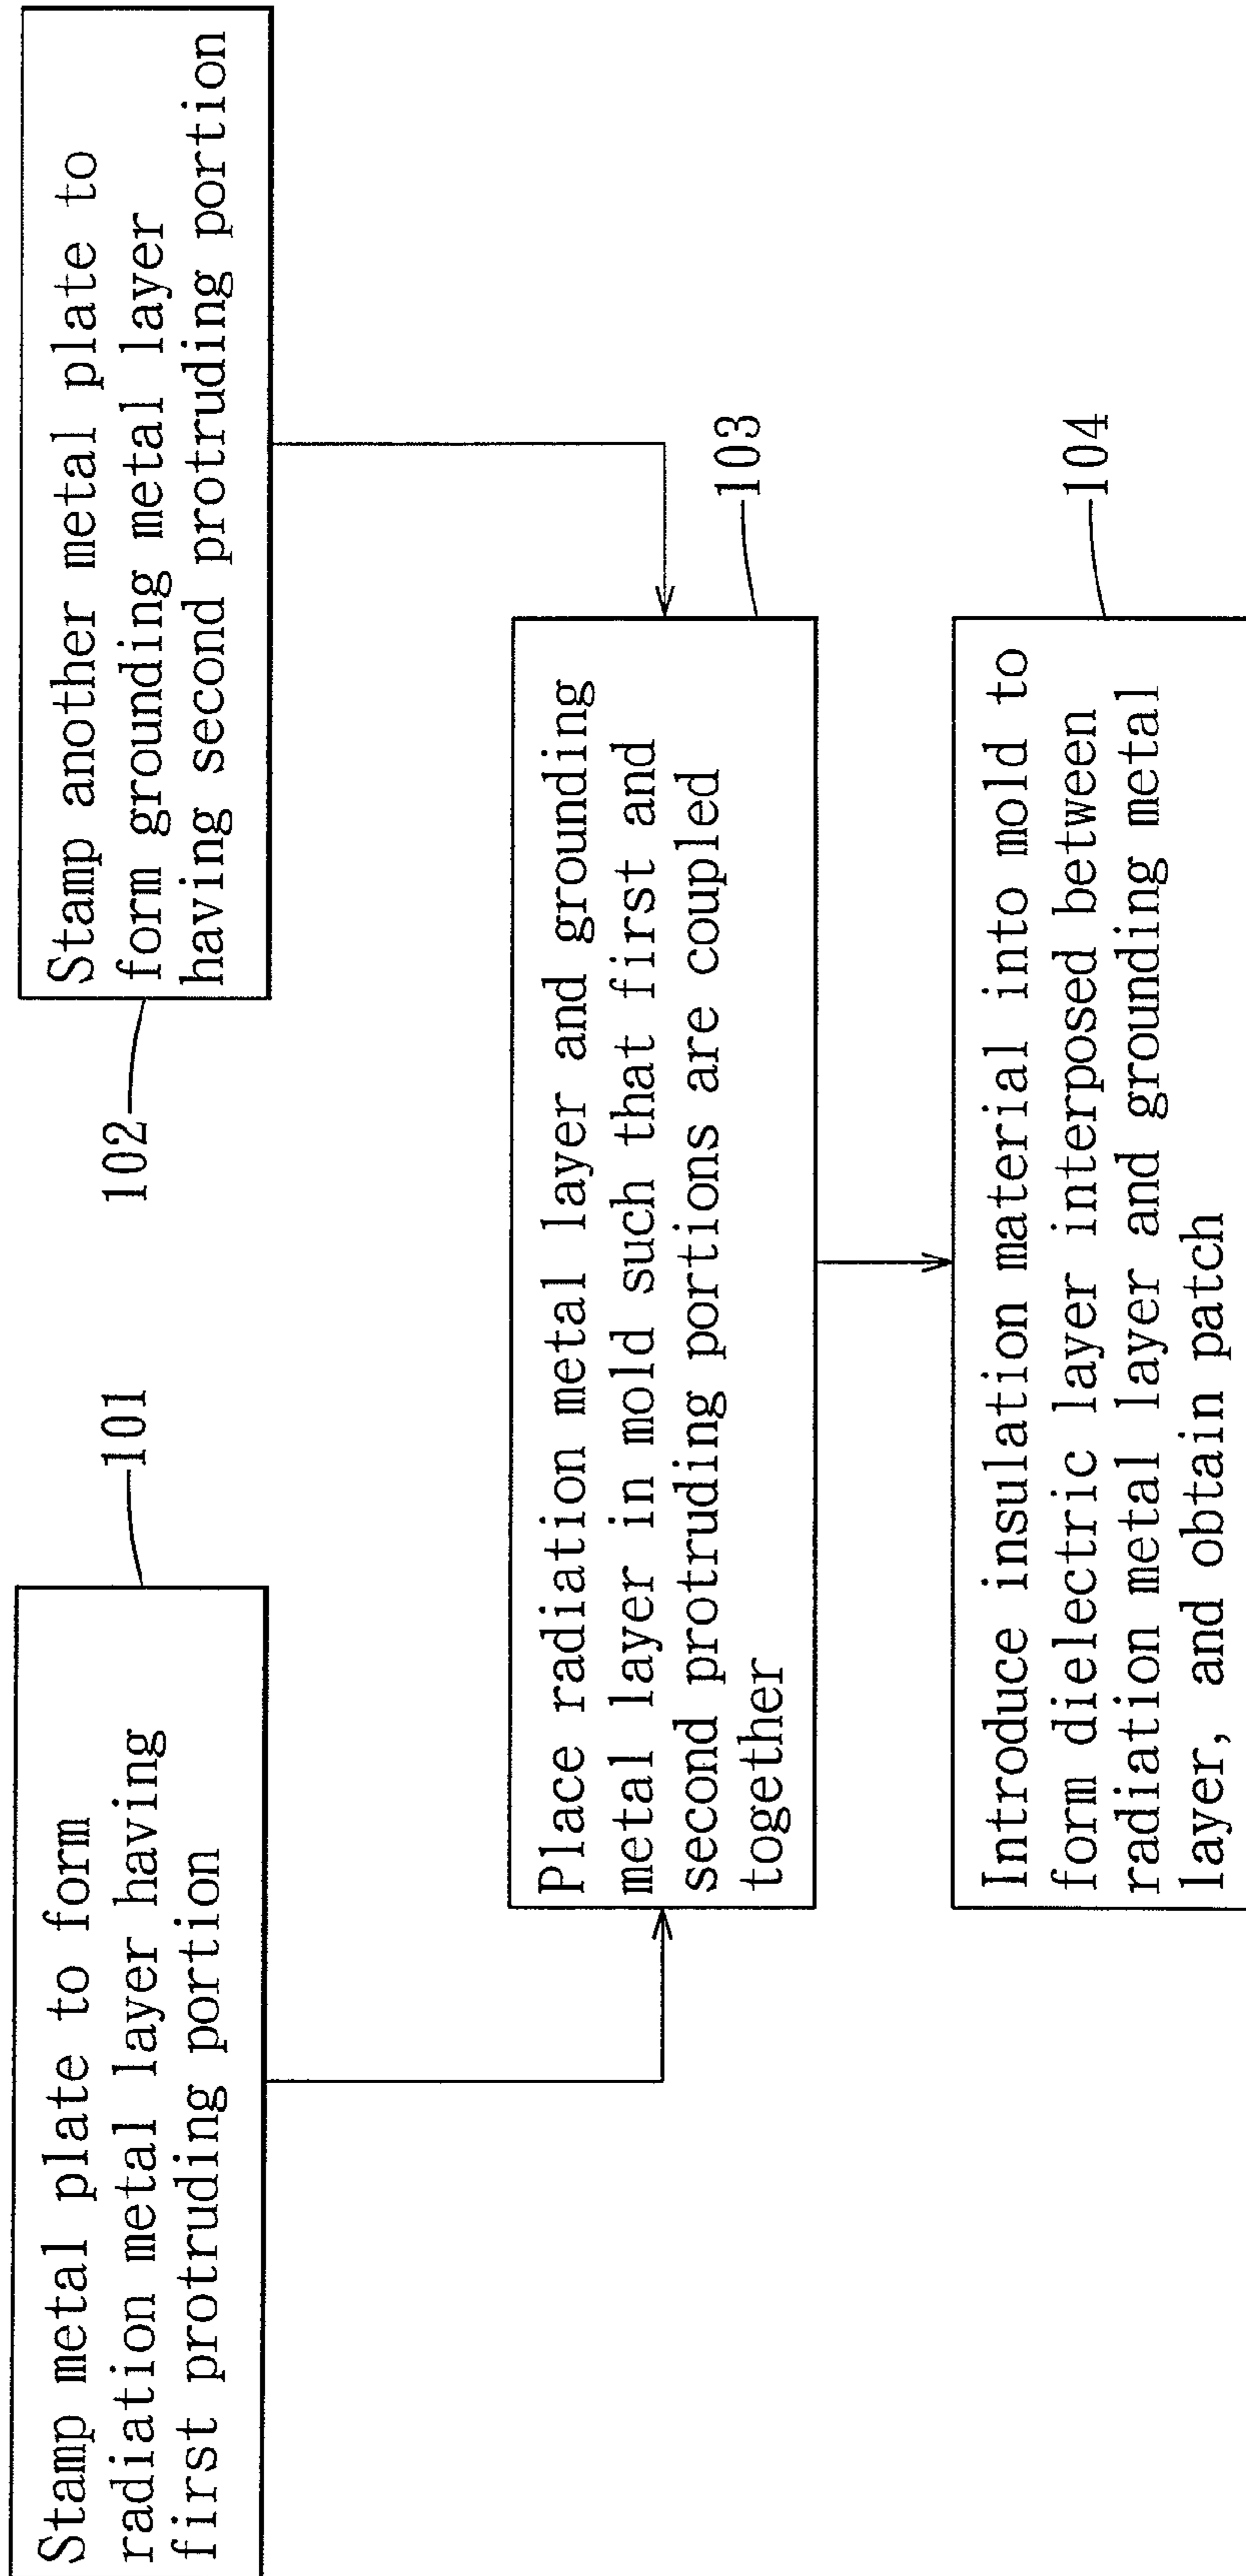 Stamp metal plate to form
radiation metal layer having
first protruding portion
101
Stamp another metal plate to
form grounding metal layer
having second protruding portion
102
Place radiation metal layer and grounding
metal layer in mold such that first and
second protruding portions are coupled
together
103
Introduce insulation material into mold to
form dielectric layer interposed between
radiation metal layer and grounding metal
layer, and obtain patch
104